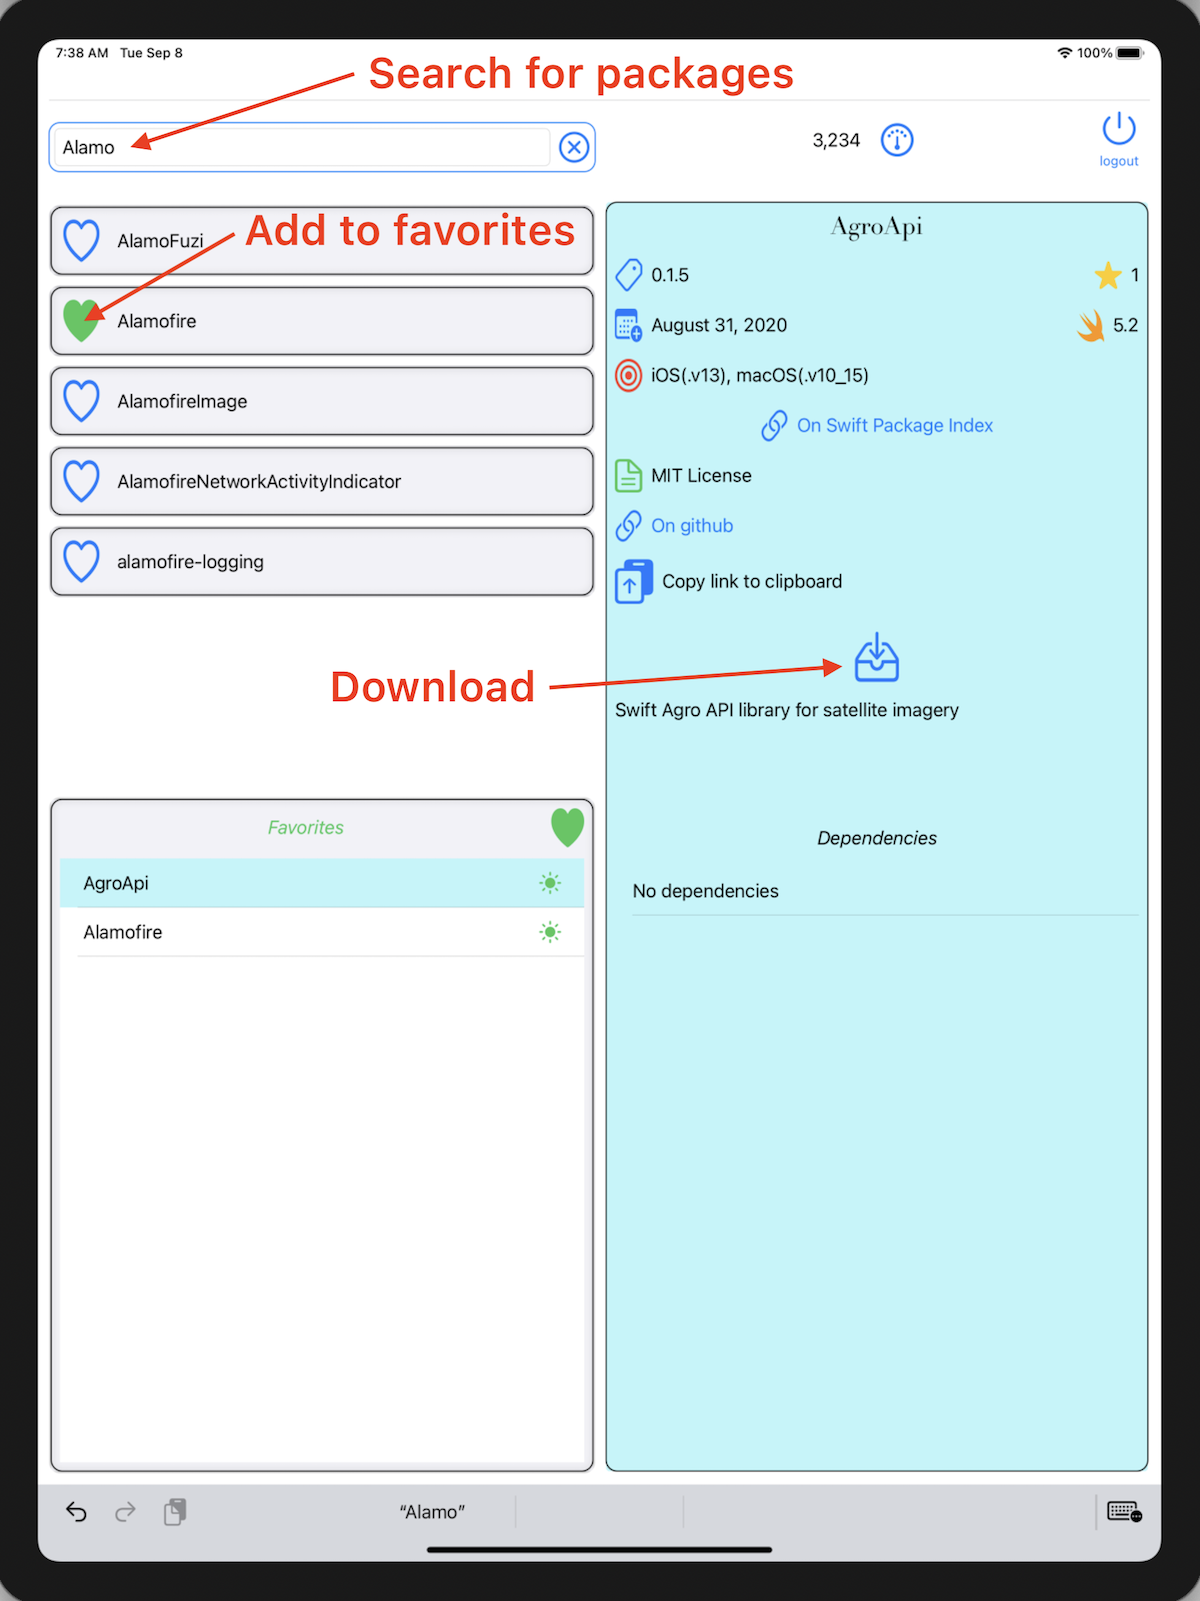 7:38 AM Tue Sep 8
100%
Search for packages
Alamo
3,234
logout
AlamoFuzi
Add to favorites
Alamofire
AlamofireImage
AlamofireNetworkActivityIndicator
alamofire-logging
AgroApi
0.1.5
1
August 31, 2020
5.2
iOS(.v13), macOS(.v10_15)
On Swift Package Index
MIT License
On github
Copy link to clipboard
Download
Swift Agro API library for satellite imagery
Favorites
AgroApi
Alamofire
Dependencies
No dependencies
“Alamo”